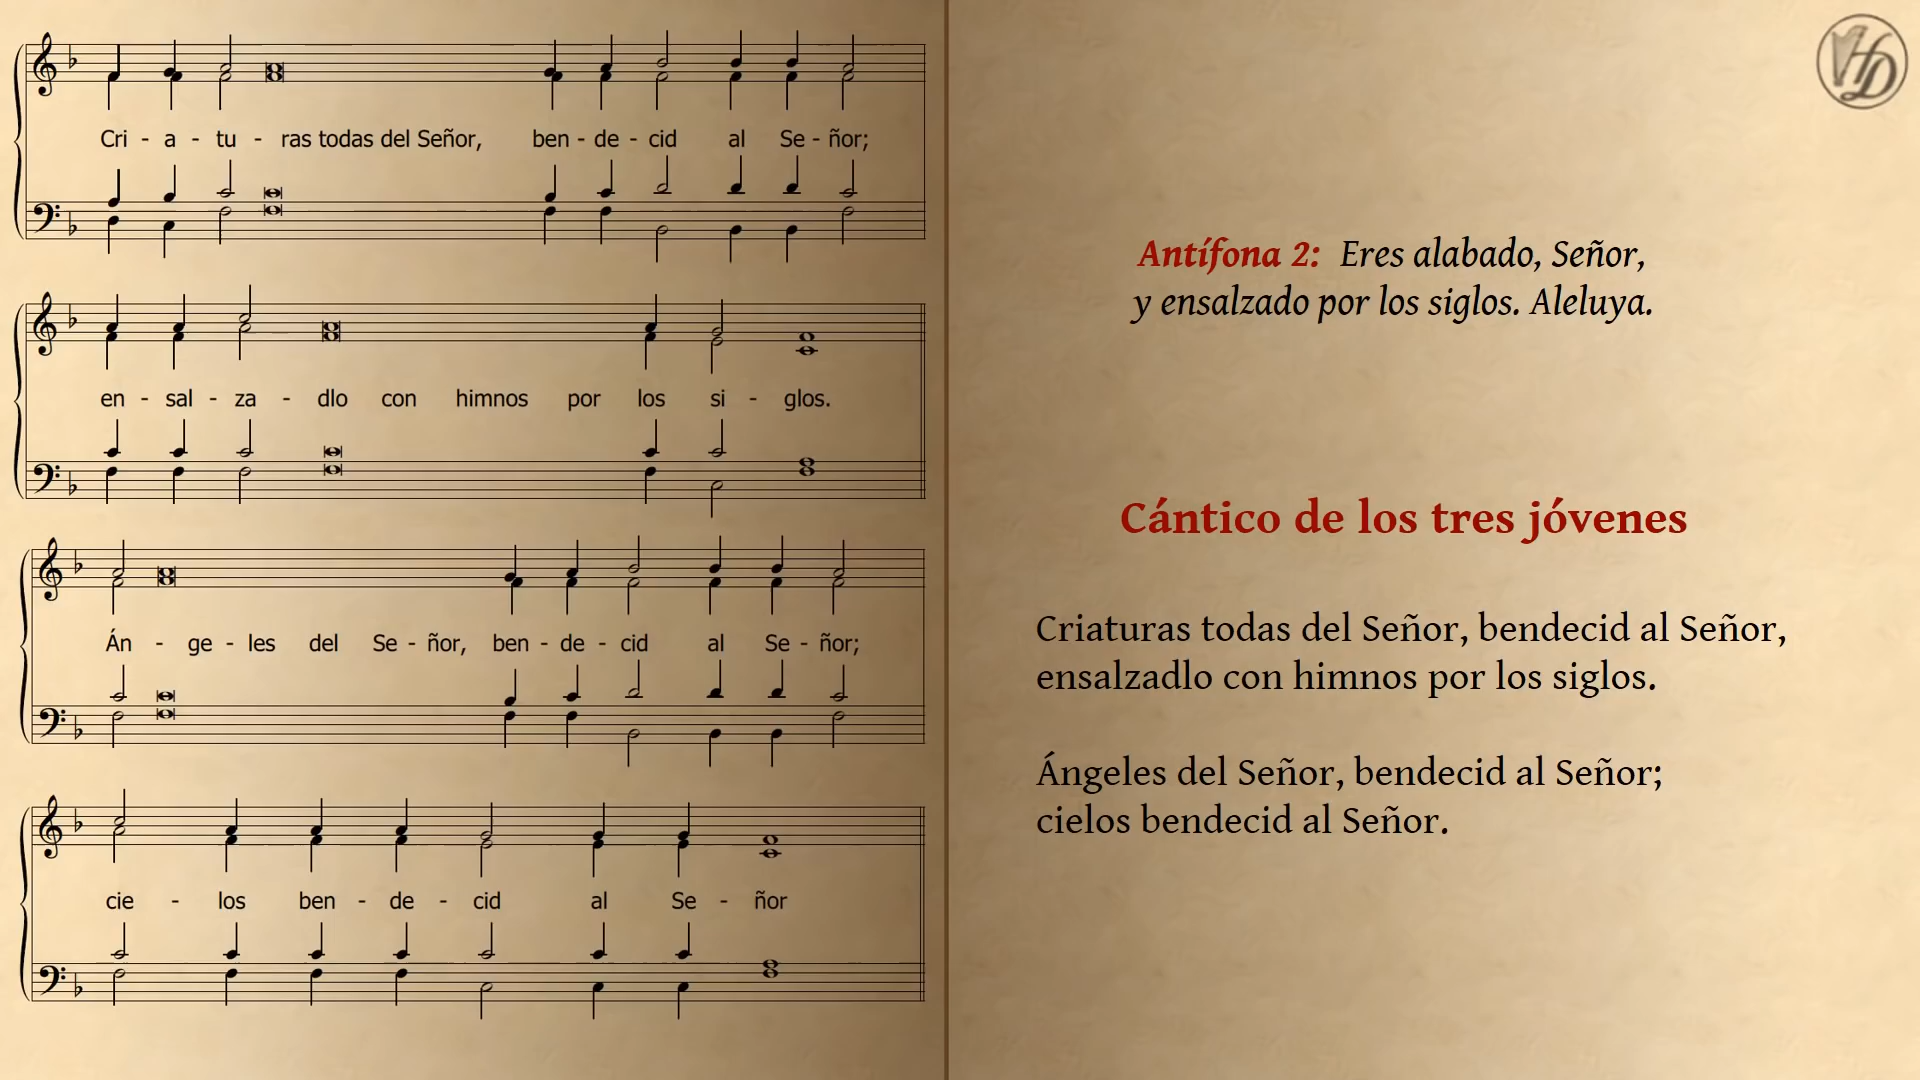 Cri - a - tu - ras todas del Señor, ben - de - cid al Se - ñor;
en - sal - za - dlo con himnos por los si - glos.
Án - ge - les del Se - ñor, ben - de - cid al Se - ñor;
cie - los ben - de - cid al Se - ñor
HD
Antífona 2: Eres alabado, Señor,
y ensalzado por los siglos. Aleluya.
Cántico de los tres jóvenes
Criaturas todas del Señor, bendecid al Señor,
ensalzadlo con himnos por los siglos.
Ángeles del Señor, bendecid al Señor;
cielos bendecid al Señor.